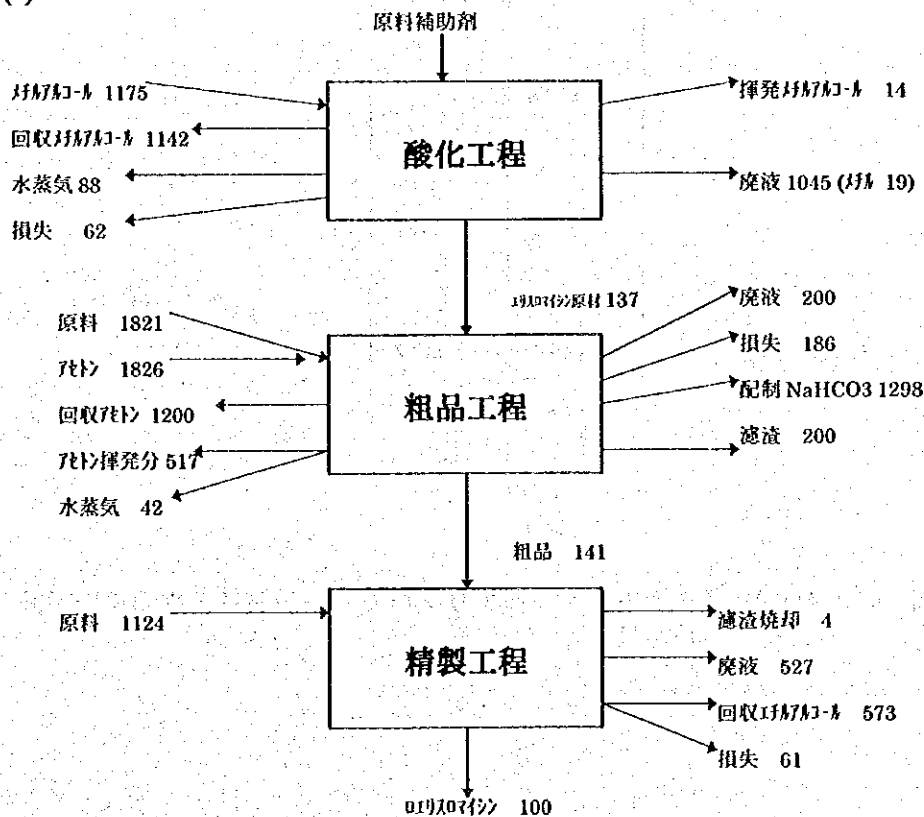 原料補助剤
ﾒﾁﾙｱﾙｺｰﾙ 1175
回収ﾒﾁﾙｱﾙｺｰﾙ 1142
水蒸気 88
損失 62
酸化工程
揮発ﾒﾁﾙｱﾙｺｰﾙ 14
廃液 1045 (ﾒﾁﾙ 19)
ｴﾘｽﾛﾏｲｼﾝ原材 137
原料 1821
ｱｾﾄﾝ 1826
回収ｱｾﾄﾝ 1200
ｱｾﾄﾝ揮発分 517
水蒸気 42
粗品工程
廃液 200
損失 186
配制 NaHCO3 1298
濾渣 200
粗品 141
原料 1124
精製工程
濾渣焼却 4
廃液 527
回収ｴﾁﾙｱﾙｺｰﾙ 573
損失 61
ロｴﾘｽﾛﾏｲｼﾝ 100